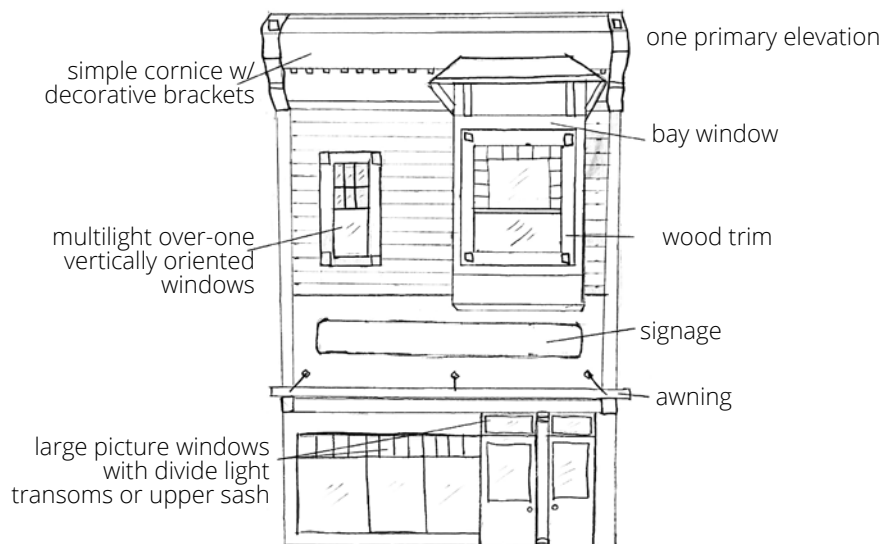 one primary elevation
simple cornice w/
decorative brackets
bay window
multilight over-one
vertically oriented
windows
wood trim
signage
awning
large picture windows
with divide light
transoms or upper sash